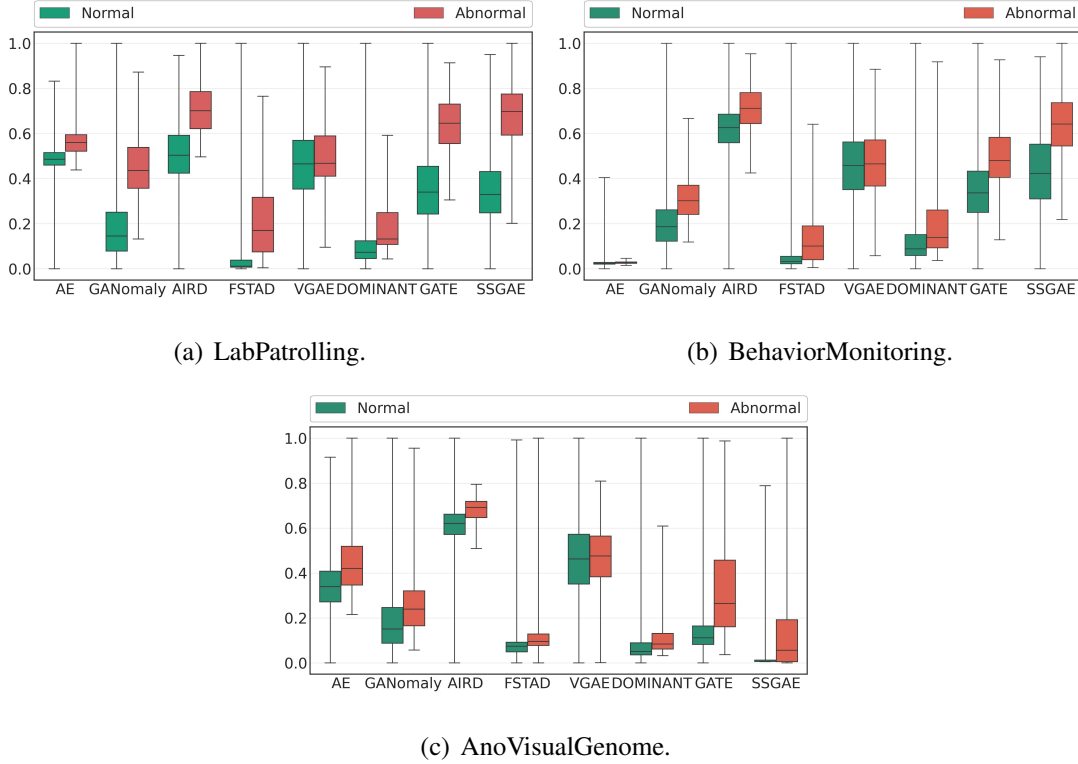 Normal Abnormal Normal Abnormal
1.0 1.0
0.8 0.8
0.6 0.6
0.4 0.4
0.2 0.2
0.0 0.0
AE GANomaly AIRD FSTAD VGAE DOMINANT GATE SSGAE AE GANomaly AIRD FSTAD VGAE DOMINANT GATE SSGAE
(a) LabPatrolling. (b) BehaviorMonitoring.
Normal Abnormal
1.0
0.8
0.6
0.4
0.2
0.0
AE GANomaly AIRD FSTAD VGAE DOMINANT GATE SSGAE
(c) AnoVisualGenome.